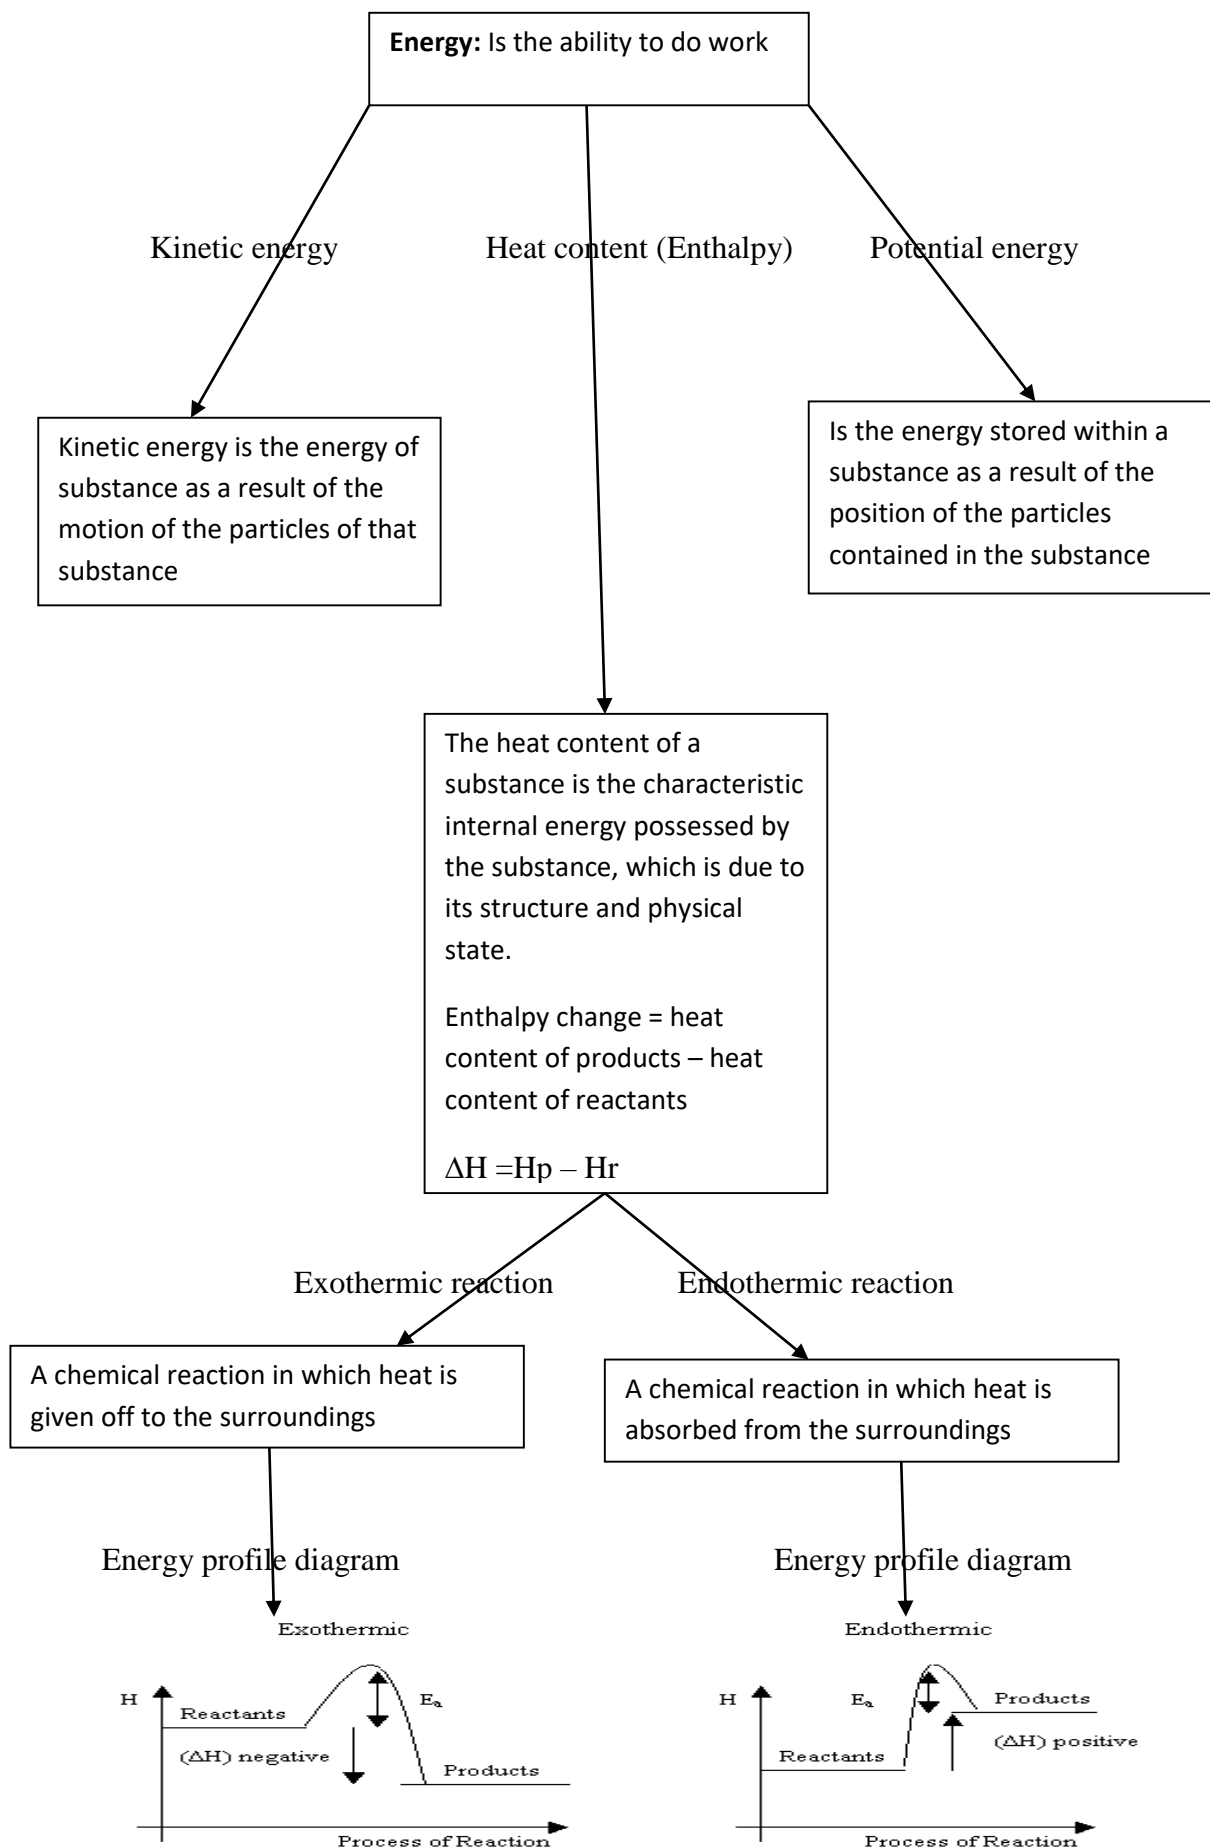 Energy: Is the ability to do work
Kinetic energy
Heat content (Enthalpy)
Potential energy
Kinetic energy is the energy of
substance as a result of the
motion of the particles of that
substance
Is the energy stored within a
substance as a result of the
position of the particles
contained in the substance
The heat content of a
substance is the characteristic
internal energy possessed by
the substance, which is due to
its structure and physical
state.
Enthalpy change = heat
content of products – heat
content of reactants
ΔH =Hp – Hr
Exothermic reaction
Endothermic reaction
A chemical reaction in which heat is
given off to the surroundings
A chemical reaction in which heat is
absorbed from the surroundings
Energy profile diagram
Energy profile diagram
Exothermic
H
Reactants
Ea
(ΔH) negative
Products
Process of Reaction
Endothermic
H
Ea
Products
(ΔH) positive
Reactants
Process of Reaction